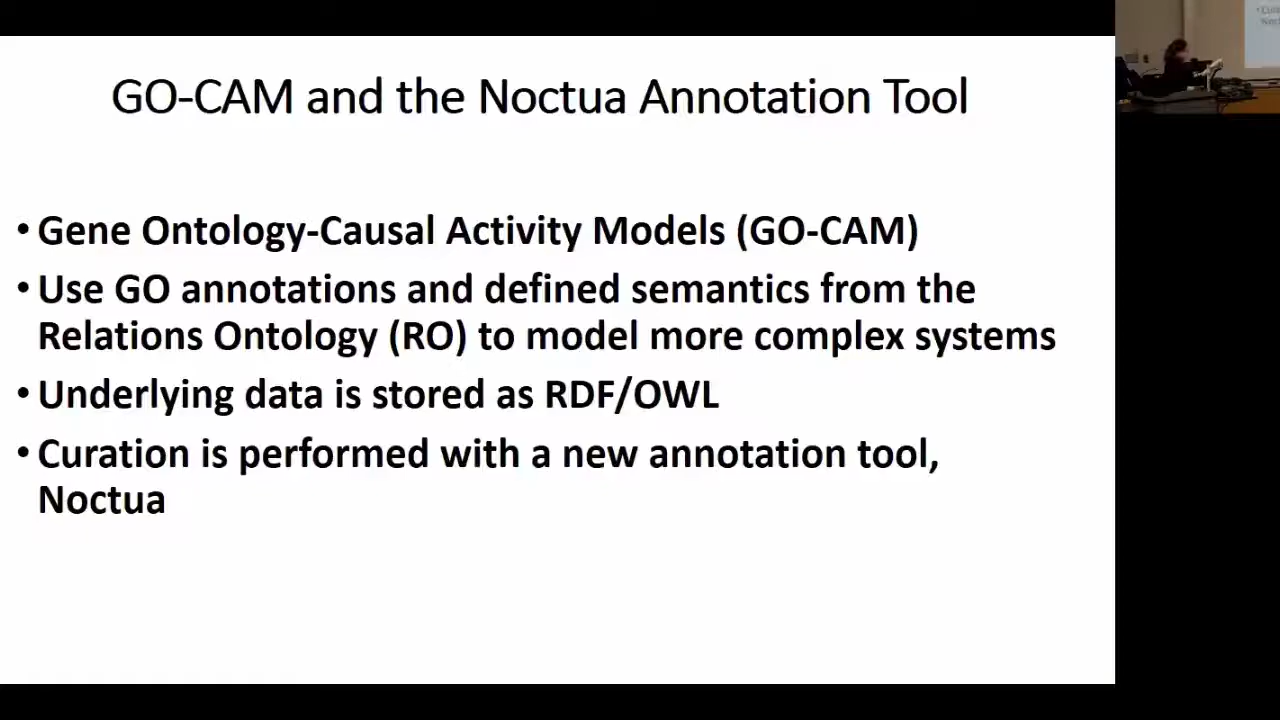 GO-CAM and the Noctua Annotation Tool
• Gene Ontology-Causal Activity Models (GO-CAM)
• Use GO annotations and defined semantics from the
Relations Ontology (RO) to model more complex systems
• Underlying data is stored as RDF/OWL
• Curation is performed with a new annotation tool,
Noctua